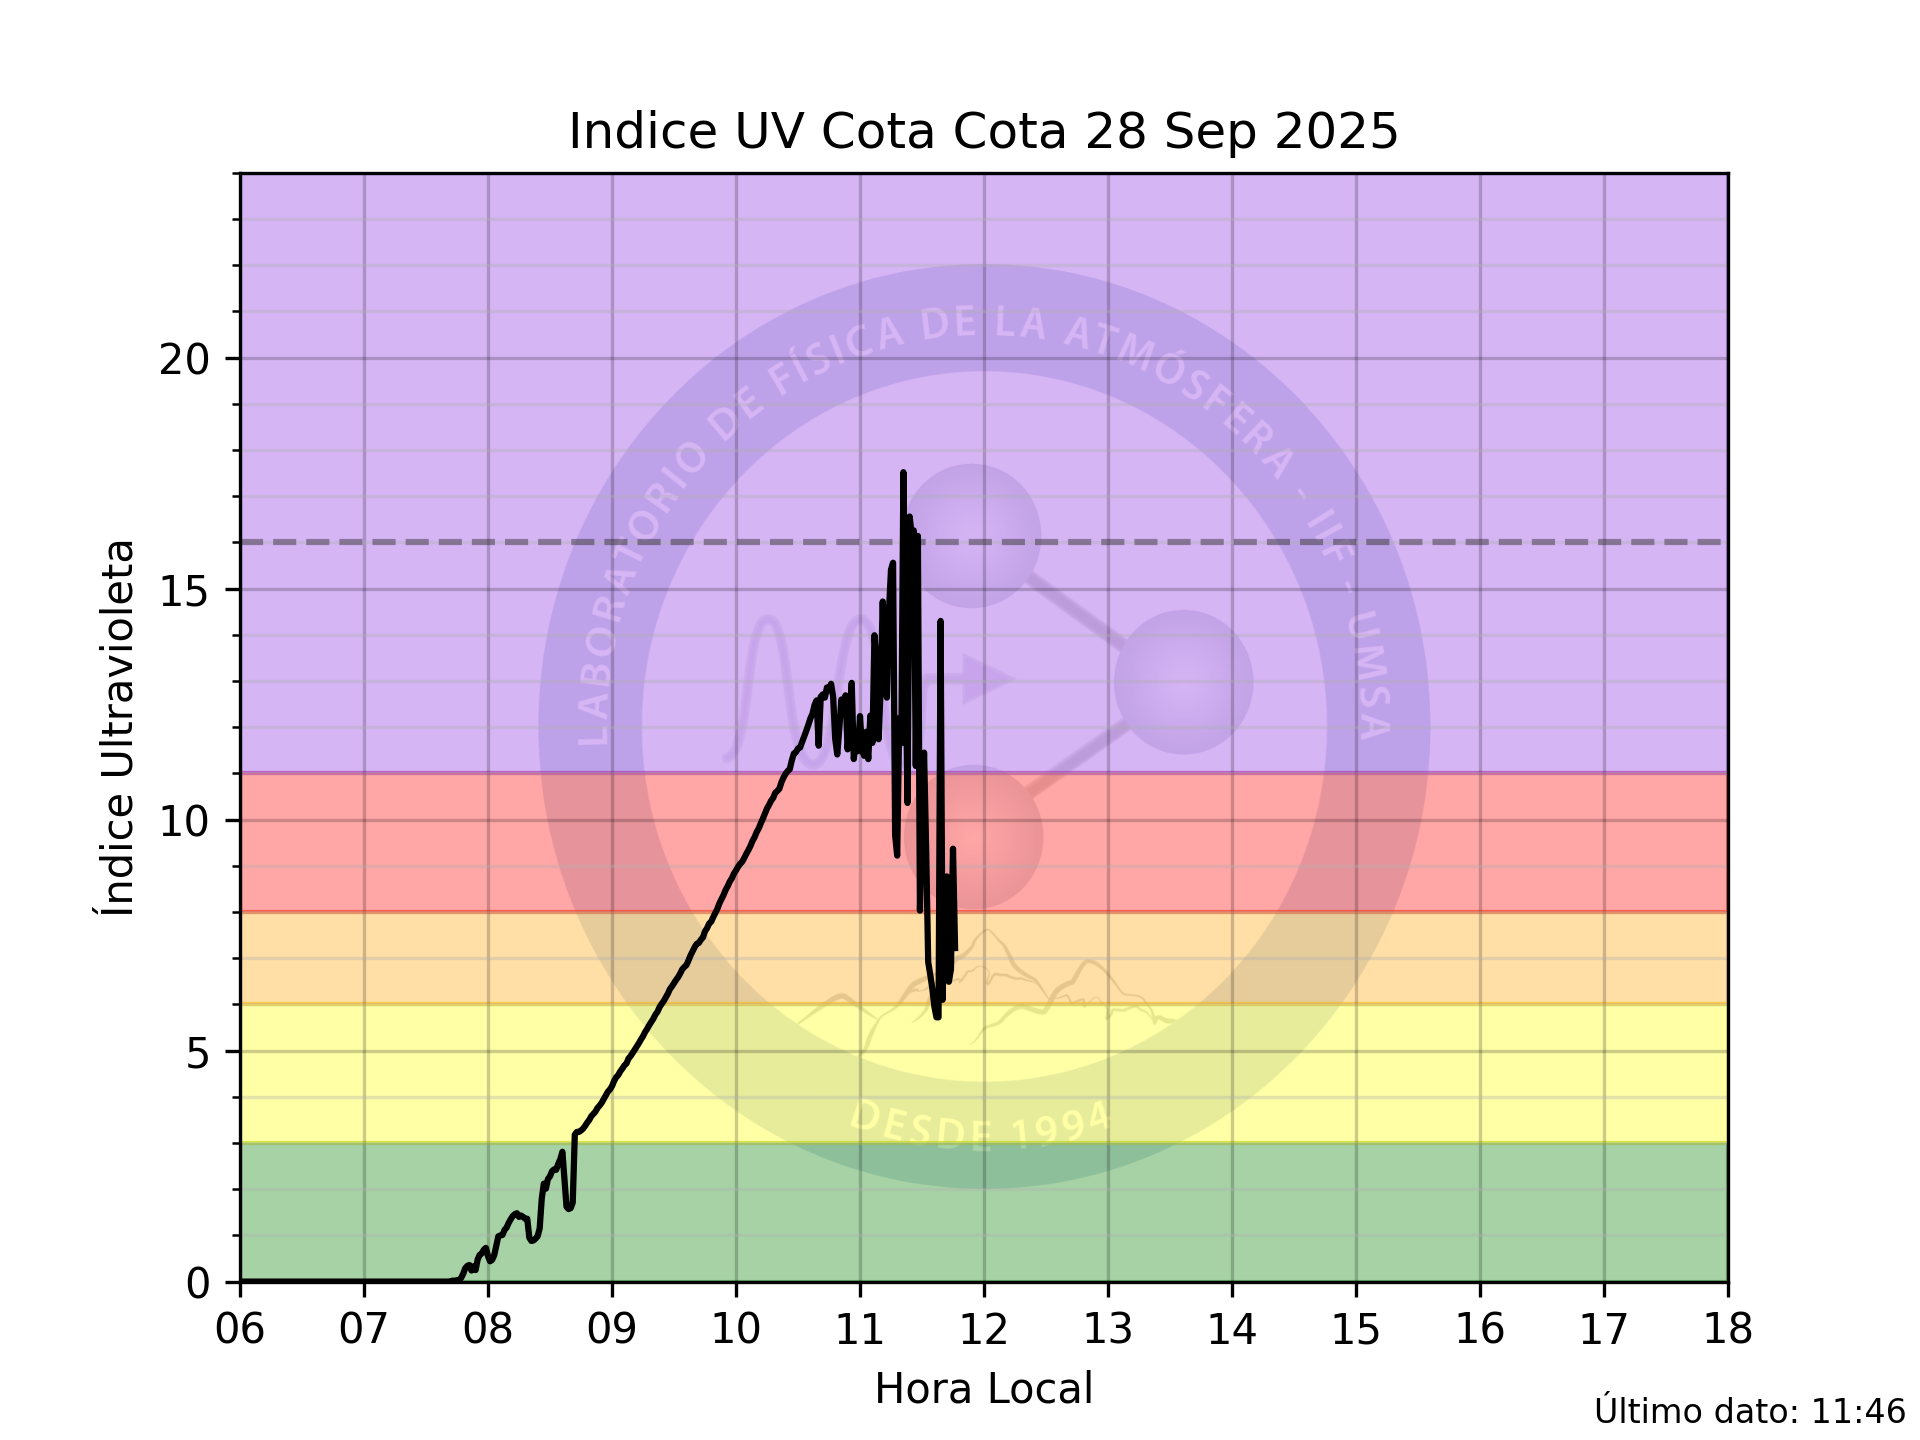 Indice UV Cota Cota 28 Sep 2025
Índice Ultravioleta
20
15
10
5
0
LABORATORIO DE FÍSICA DE LA ATMÓSFERA - IIF - UMSA
DESDE 1994
06 07 08 09 10 11 12 13 14 15 16 17 18
Hora Local
Último dato: 11:46